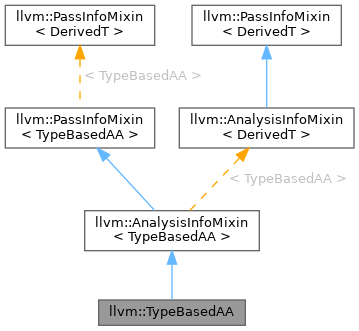 llvm::PassInfoMixin
< DerivedT >
llvm::PassInfoMixin
< DerivedT >
< TypeBasedAA >
llvm::PassInfoMixin
< TypeBasedAA >
llvm::AnalysisInfoMixin
< DerivedT >
< TypeBasedAA >
llvm::AnalysisInfoMixin
< TypeBasedAA >
llvm::TypeBasedAA